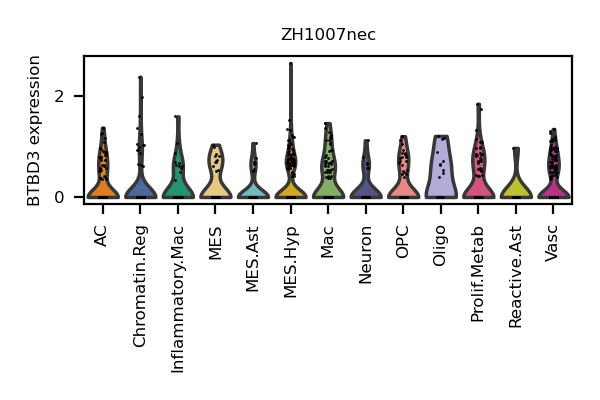 ZH1007nec
BTBD3 expression
2
0
AC
Chromatin.Reg
Inflammatory.Mac
MES
MES.Ast
MES.Hyp
Mac
Neuron
OPC
Oligo
Prolif.Metab
Reactive.Ast
Vasc